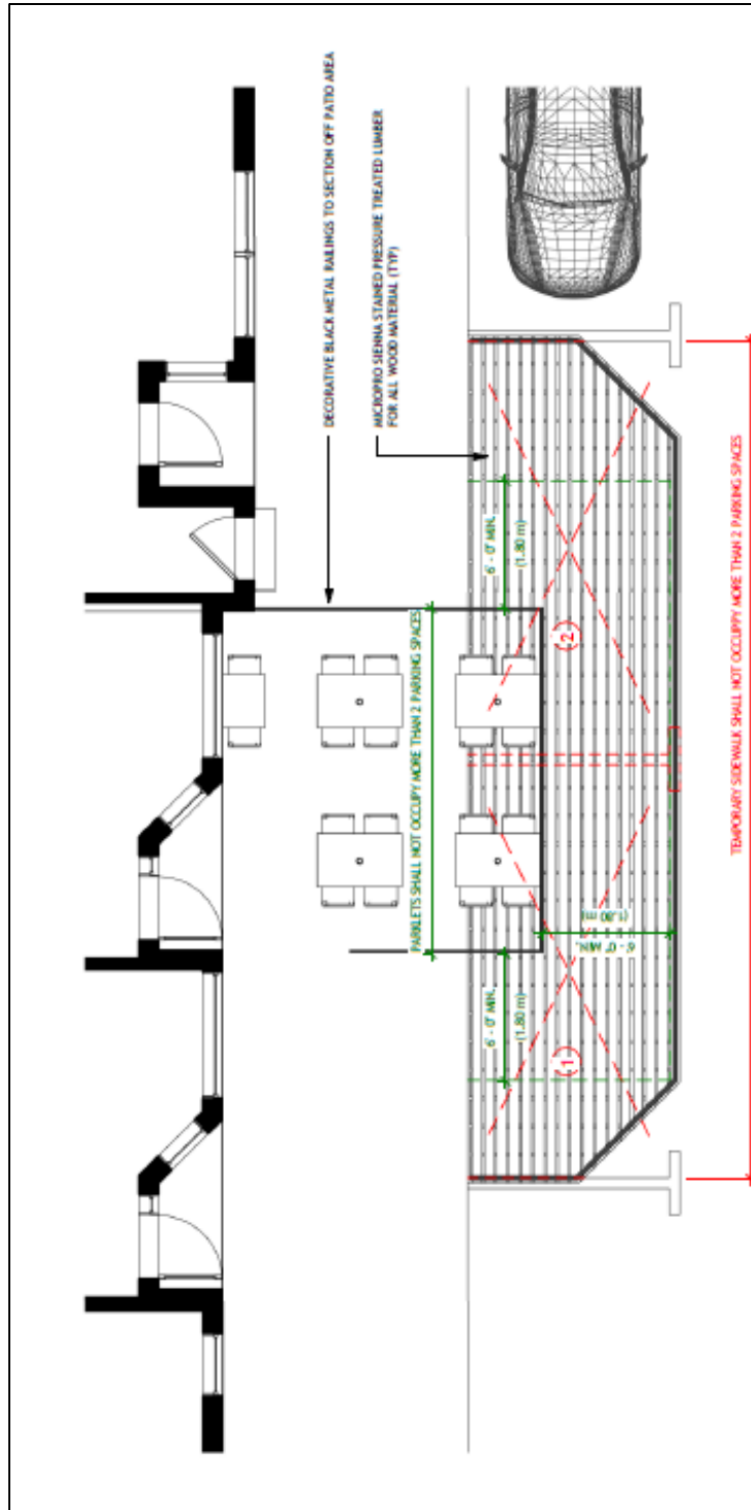 DECORATIVE BLACK METAL RAILINGS TO SECTION OFF PATIO AREA
MICROPRO SIENNA STAINED PRESSURE TREATED LUMBER
FOR ALL WOOD MATERIAL (TYP)
PARKLETS SHALL NOT OCCUPY MORE THAN 2 PARKING SPACES
6' - 0" MIN.
(1.80 m)
6' - 0" MIN.
(1.80 m)
6' - 0" MIN.
(1.80 m)
1
2
TEMPORARY SIDEWALK SHALL NOT OCCUPY MORE THAN 2 PARKING SPACES